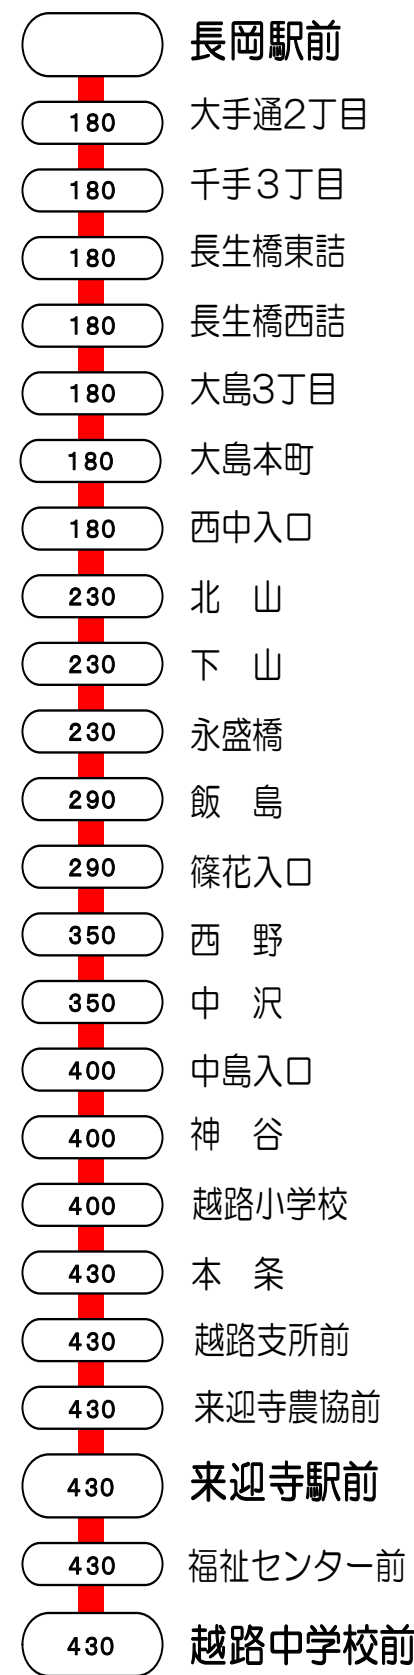 長岡駅前
180 大手通2丁目
180 千手3丁目
180 長生橋東詰
180 長生橋西詰
180 大島3丁目
180 大島本町
180 西中入口
230 北　山
230 下　山
230 永盛橋
290 飯　島
290 篠花入口
350 西　野
350 中　沢
400 中島入口
400 神　谷
400 越路小学校
430 本　条
430 越路支所前
430 来迎寺農協前
430 来迎寺駅前
430 福祉センター前
430 越路中学校前